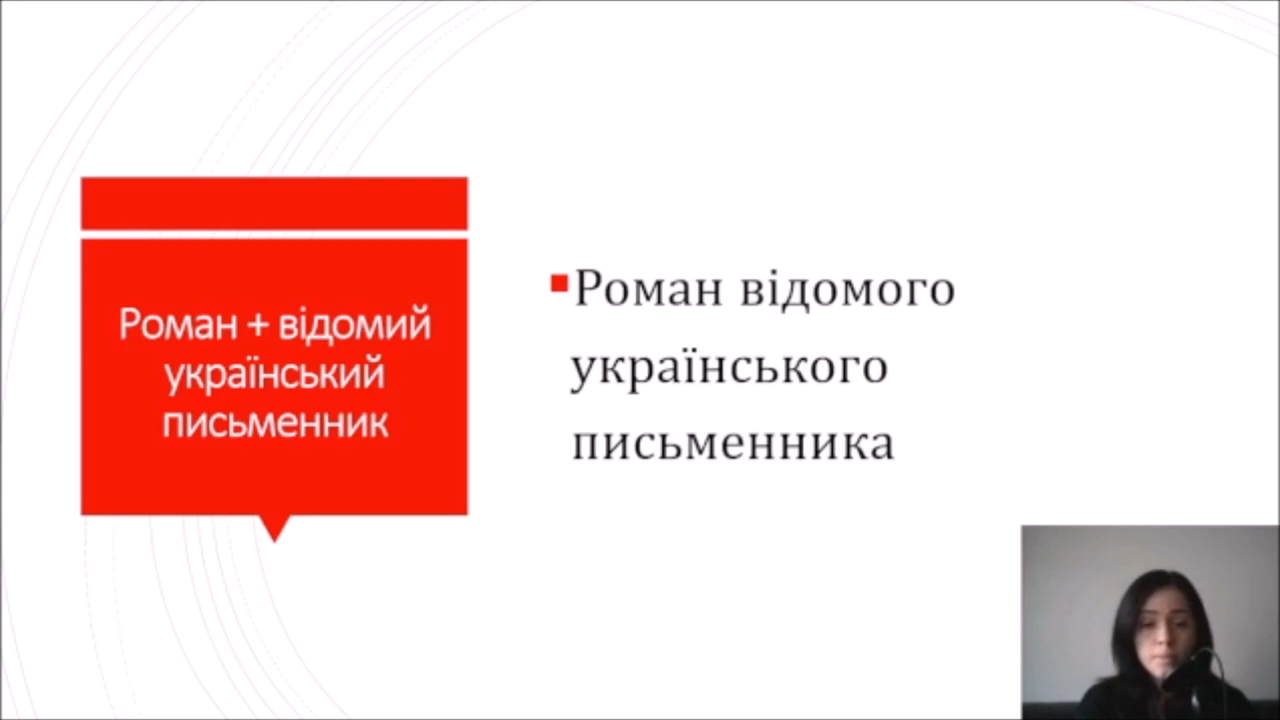 Роман + відомий
український
письменник
Роман відомого
українського
письменника